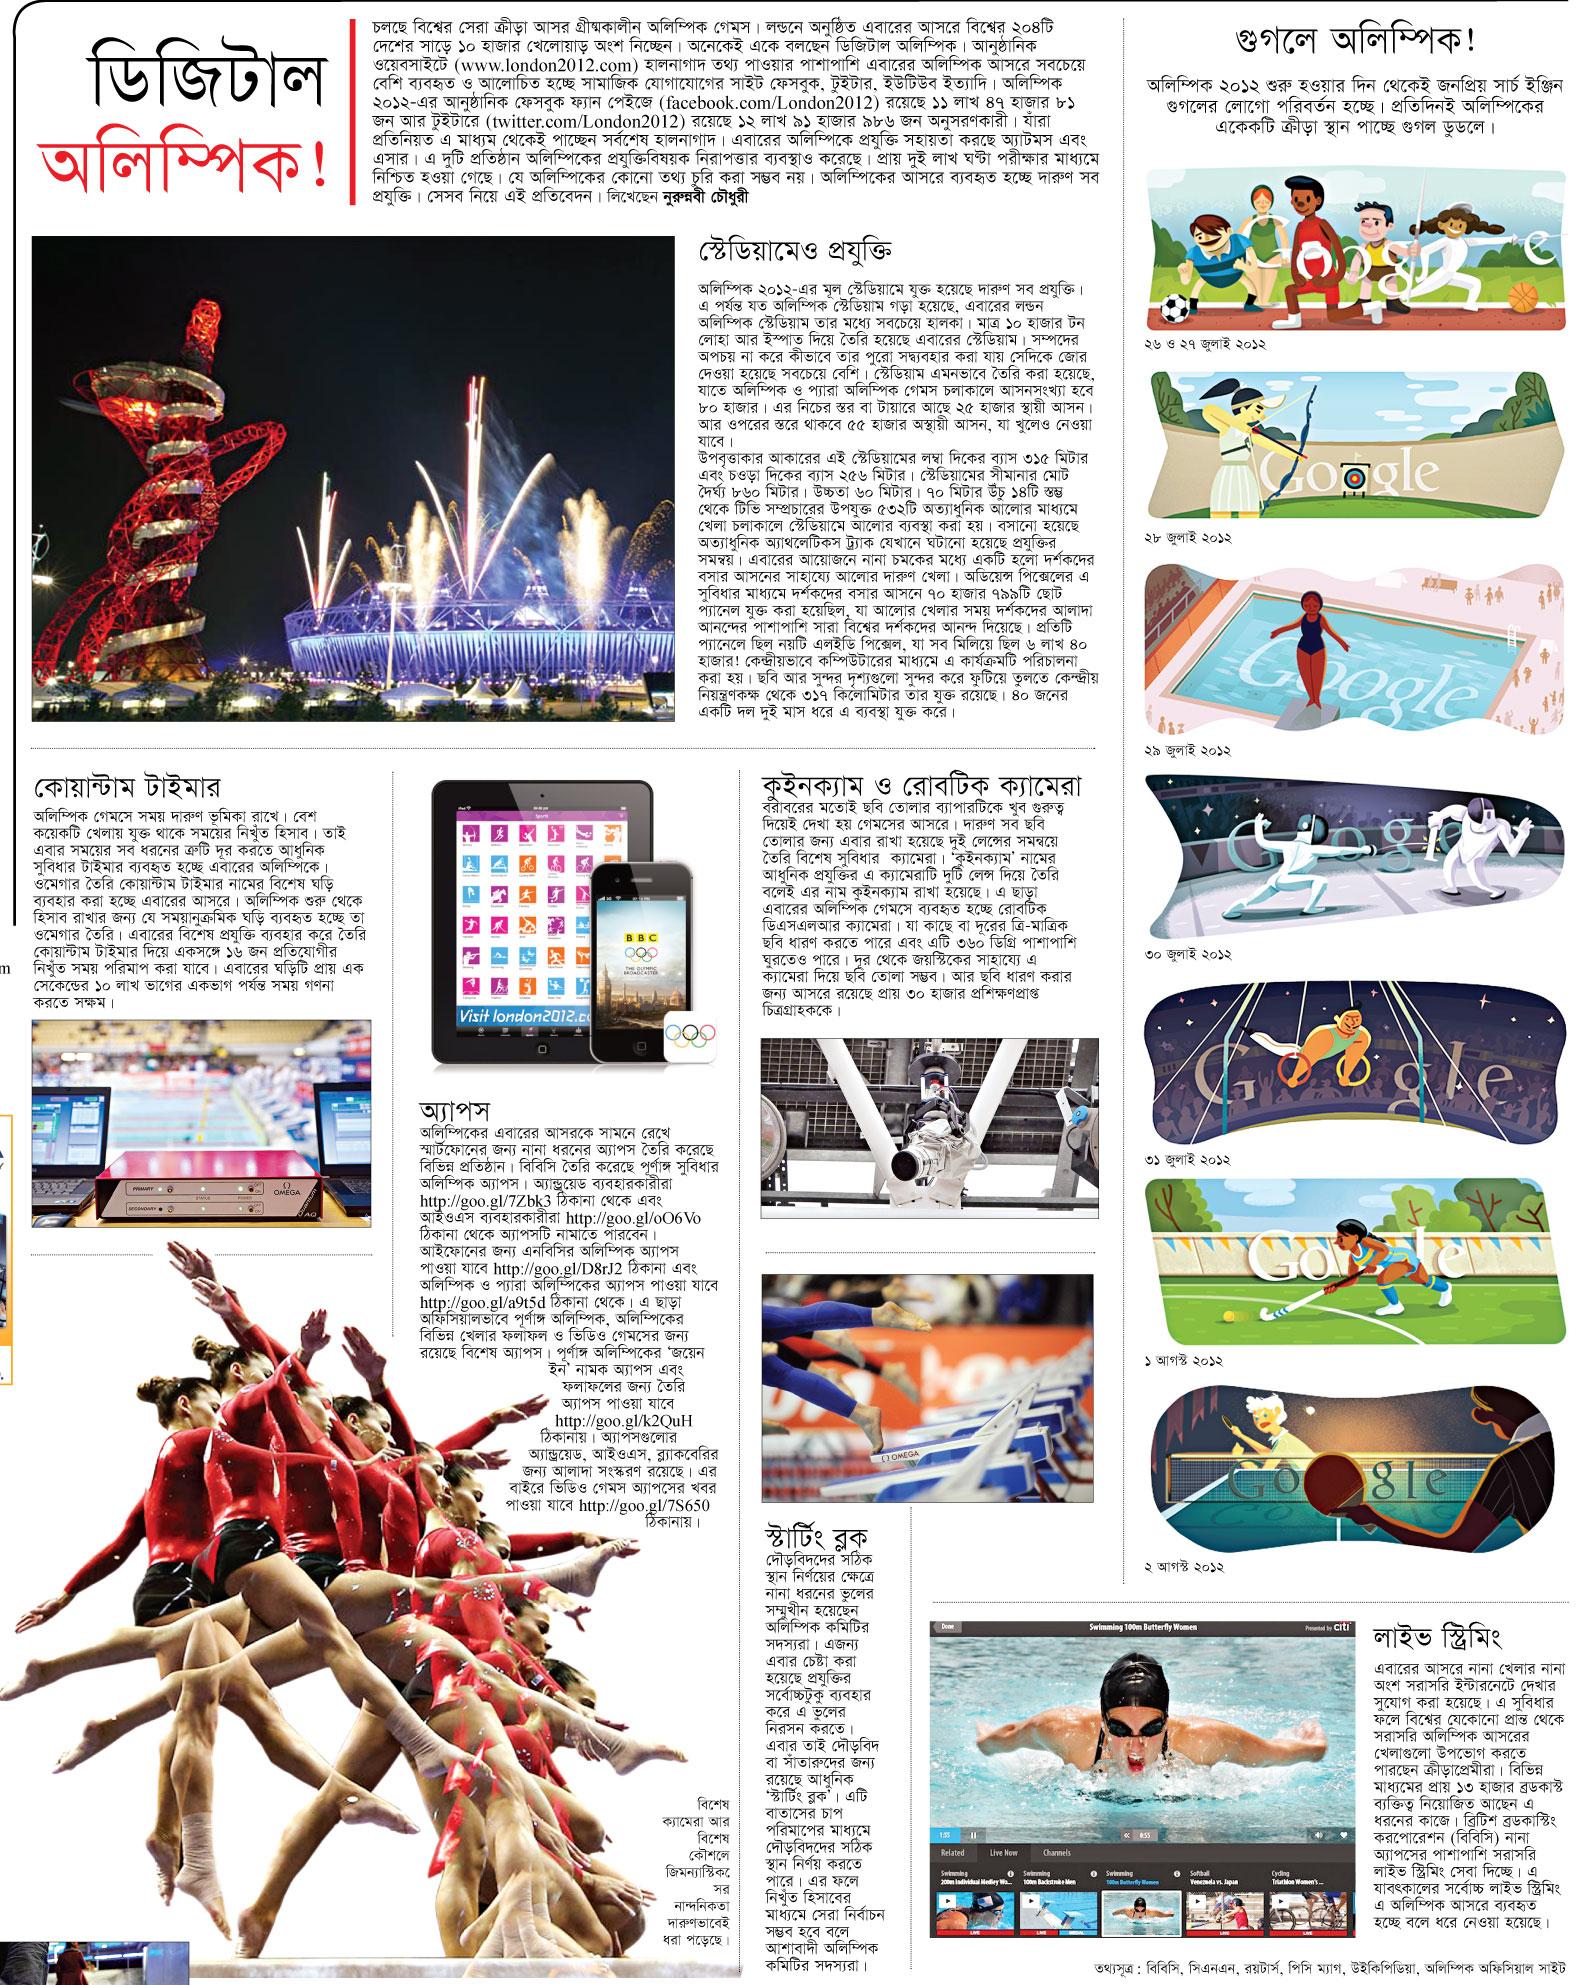 ডিজিটাল
অলিম্পিক!
চলছে বিশ্বের সেরা ক্রীড়া আসর গ্রীষ্মকালীন অলিম্পিক গেমস। লন্ডনে অনুষ্ঠিত এবারের আসরে বিশ্বের ২০৪টি
দেশের সাড়ে ১০ হাজার খেলোয়াড় অংশ নিচ্ছেন। অনেকেই একে বলছেন ডিজিটাল অলিম্পিক। আনুষ্ঠানিক
ওয়েবসাইটে (www.london2012.com) হালনাগাদ তথ্য পাওয়ার পাশাপাশি এবারের অলিম্পিক আসরে সবচেয়ে
বেশি ব্যবহৃত ও আলোচিত হচ্ছে সামাজিক যোগাযোগের সাইট ফেসবুক, টুইটার, ইউটিউব ইত্যাদি। অলিম্পিক
২০১২-এর আনুষ্ঠানিক ফেসবুক ফ্যান পেইজে (facebook.com/London2012) রয়েছে ১১ লাখ ৪৭ হাজার ৮১
জন আর টুইটারে (twitter.com/London2012) রয়েছে ১২ লাখ ৯১ হাজার ৯৮৬ জন অনুসরণকারী। যাঁরা
প্রতিনিয়ত এ মাধ্যম থেকেই পাচ্ছেন সর্বশেষ হালনাগাদ। এবারের অলিম্পিকে প্রযুক্তি সহায়তা করছে অ্যাটমস এবং
এসার। এ দুটি প্রতিষ্ঠান অলিম্পিকের প্রযুক্তিবিষয়ক নিরাপত্তার ব্যবস্থাও করেছে। প্রায় দুই লাখ ঘণ্টা পরীক্ষার মাধ্যমে
নিশ্চিত হওয়া গেছে। যে অলিম্পিকের কোনো তথ্য চুরি করা সম্ভব নয়। অলিম্পিকের আসরে ব্যবহৃত হচ্ছে দারুণ সব
প্রযুক্তি। সেসব নিয়ে এই প্রতিবেদন। লিখেছেন নুরুন্নবী চৌধুরী
স্টেডিয়ামেও প্রযুক্তি
অলিম্পিক ২০১২-এর মূল স্টেডিয়ামে যুক্ত হয়েছে দারুণ সব প্রযুক্তি।
এ পর্যন্ত যত অলিম্পিক স্টেডিয়াম গড়া হয়েছে, এবারের লন্ডন
অলিম্পিক স্টেডিয়াম তার মধ্যে সবচেয়ে হালকা। মাত্র ১০ হাজার টন
লোহা আর ইস্পাত দিয়ে তৈরি হয়েছে এবারের স্টেডিয়াম। সম্পদের
অপচয় না করে কীভাবে তার পুরো সদ্ব্যবহার করা যায় সেদিকে জোর
দেওয়া হয়েছে সবচেয়ে বেশি। স্টেডিয়াম এমনভাবে তৈরি করা হয়েছে,
যাতে অলিম্পিক ও প্যারা অলিম্পিক গেমস চলাকালে আসনসংখ্যা হবে
৮০ হাজার। এর নিচের স্তর বা টায়ারে আছে ২৫ হাজার স্থায়ী আসন।
আর ওপরের স্তরে থাকবে ৫৫ হাজার অস্থায়ী আসন, যা খুলেও নেওয়া
যাবে।
উপবৃত্তাকার আকারের এই স্টেডিয়ামের লম্বা দিকের ব্যাস ৩১৫ মিটার
এবং চওড়া দিকের ব্যাস ২৫৬ মিটার। স্টেডিয়ামের সীমানার মোট
দৈর্ঘ্য ৮৬০ মিটার। উচ্চতা ৬০ মিটার। ৭০ মিটার উঁচু ১৪টি স্তম্ভ
থেকে টিভি সম্প্রচারের উপযুক্ত ৫৩২টি অত্যাধুনিক আলোর মাধ্যমে
খেলা চলাকালে স্টেডিয়ামে আলোর ব্যবস্থা করা হয়। বসানো হয়েছে
অত্যাধুনিক অ্যাথলেটিকস ট্র্যাক যেখানে ঘটানো হয়েছে প্রযুক্তির
সমন্বয়। এবারের আয়োজনে নানা চমকের মধ্যে একটি হলো দর্শকদের
বসার আসনের সাহায্যে আলোর দারুণ খেলা। অডিয়েন্স পিক্সেলের এ
সুবিধার মাধ্যমে দর্শকদের বসার আসনে ৭০ হাজার ৭৯৯টি ছোট
প্যানেল যুক্ত করা হয়েছিল, যা আলোর খেলার সময় দর্শকদের আলাদা
আনন্দের পাশাপাশি সারা বিশ্বের দর্শকদের আনন্দ দিয়েছে। প্রতিটি
প্যানেলে ছিল নয়টি এলইডি পিক্সেল, যা সব মিলিয়ে ছিল ৬ লাখ ৪০
হাজার! কেন্দ্রীয়ভাবে কম্পিউটারের মাধ্যমে এ কার্যক্রমটি পরিচালনা
করা হয়। ছবি আর সুন্দর দৃশ্যগুলো সুন্দর করে ফুটিয়ে তুলতে কেন্দ্রীয়
নিয়ন্ত্রণকক্ষ থেকে ৩১৭ কিলোমিটার তার যুক্ত রয়েছে। ৪০ জনের
একটি দল দুই মাস ধরে এ ব্যবস্থা যুক্ত করে।
কোয়ান্টাম টাইমার
অলিম্পিক গেমসে সময় দারুণ ভূমিকা রাখে। বেশ
কয়েকটি খেলায় যুক্ত থাকে সময়ের নিখুঁত হিসাব। তাই
এবার সময়ের সব ধরনের ত্রুটি দূর করতে আধুনিক
সুবিধার টাইমার ব্যবহৃত হচ্ছে এবারের অলিম্পিকে।
ওমেগার তৈরি কোয়ান্টাম টাইমার নামের বিশেষ ঘড়ি
ব্যবহার করা হচ্ছে এবারের আসরে। অলিম্পিক শুরু থেকে
হিসাব রাখার জন্য যে সময়ানুক্রমিক ঘড়ি ব্যবহৃত হচ্ছে তা
ওমেগার তৈরি। এবারের বিশেষ প্রযুক্তি ব্যবহার করে তৈরি
কোয়ান্টাম টাইমার দিয়ে একসঙ্গে ১৬ জন প্রতিযোগীর
নিখুঁত সময় পরিমাপ করা যাবে। এবারের ঘড়িটি প্রায় এক
সেকেন্ডের ১০ লাখ ভাগের একভাগ পর্যন্ত সময় গণনা
করতে সক্ষম।
PRIMARY
STATUS
POWER
SECONDARY
OMEGA
Sports
Visit london2012.co
BBC
THE OLYMPIC
BROADCASTER
অ্যাপস
অলিম্পিকের এবারের আসরকে সামনে রেখে
স্মার্টফোনের জন্য নানা ধরনের অ্যাপস তৈরি করেছে
বিভিন্ন প্রতিষ্ঠান। বিবিসি তৈরি করেছে পূর্ণাঙ্গ সুবিধার
অলিম্পিক অ্যাপস। অ্যান্ড্রয়েড ব্যবহারকারীরা
http://goo.gl/7Zbk3 ঠিকানা থেকে এবং
আইওএস ব্যবহারকারীরা http://goo.gl/oO6Vo
ঠিকানা থেকে অ্যাপসটি নামাতে পারবেন।
আইফোনের জন্য এনবিসির অলিম্পিক অ্যাপস
পাওয়া যাবে http://goo.gl/D8rJ2 ঠিকানা এবং
অলিম্পিক ও প্যারা অলিম্পিকের অ্যাপস পাওয়া যাবে
http://goo.gl/a9t5d ঠিকানা থেকে। এ ছাড়া
অফিসিয়ালভাবে পূর্ণাঙ্গ অলিম্পিক, অলিম্পিকের
বিভিন্ন খেলার ফলাফল ও ভিডিও গেমসের জন্য
রয়েছে বিশেষ অ্যাপস। পূর্ণাঙ্গ অলিম্পিকের ‘জয়েন
ইন’ নামক অ্যাপস এবং
ফলাফলের জন্য তৈরি
অ্যাপস পাওয়া যাবে
http://goo.gl/k2QuH
ঠিকানায়। অ্যাপসগুলোর
অ্যান্ড্রয়েড, আইওএস, ব্ল্যাকবেরির
জন্য আলাদা সংস্করণ রয়েছে। এর
বাইরে ভিডিও গেমস অ্যাপসের খবর
পাওয়া যাবে http://goo.gl/7S650
ঠিকানায়।
বিশেষ
ক্যামেরা আর
বিশেষ
কৌশলে
জিমন্যাস্টিকে
সর
নান্দনিকতা
দারুণভাবেই
ধরা পড়েছে।
কুইনক্যাম ও রোবটিক ক্যামেরা
বরাবরের মতোই ছবি তোলার ব্যাপারটিকে খুব গুরুত্ব
দিয়েই দেখা হয় গেমসের আসরে। দারুণ সব ছবি
তোলার জন্য এবার রাখা হয়েছে দুই লেন্সের সমন্বয়ে
তৈরি বিশেষ সুবিধার ক্যামেরা। ‘কুইনক্যাম’ নামের
আধুনিক প্রযুক্তির এ ক্যামেরাটি দুটি লেন্স দিয়ে তৈরি
বলেই এর নাম কুইনক্যাম রাখা হয়েছে। এ ছাড়া
এবারের অলিম্পিক গেমসে ব্যবহৃত হচ্ছে রোবটিক
ডিএসএলআর ক্যামেরা। যা কাছে বা দূরের ত্রি-মাত্রিক
ছবি ধারণ করতে পারে এবং এটি ৩৬০ ডিগ্রি পাশাপাশি
ঘুরতেও পারে। দূর থেকে জয়স্টিকের সাহায্যে এ
ক্যামেরা দিয়ে ছবি তোলা সম্ভব। আর ছবি ধারণ করার
জন্য আসরে রয়েছে প্রায় ৩০ হাজার প্রশিক্ষণপ্রাপ্ত
চিত্রগ্রাহককে।
OMEGA
স্টার্টিং ব্লক
দৌড়বিদদের সঠিক
স্থান নির্ণয়ের ক্ষেত্রে
নানা ধরনের ভুলের
সম্মুখীন হয়েছেন
অলিম্পিক কমিটির
সদস্যরা। এজন্য
এবার চেষ্টা করা
হয়েছে প্রযুক্তির
সর্বোচ্চটুকু ব্যবহার
করে এ ভুলের
নিরসন করতে।
এবার তাই দৌড়বিদ
বা সাঁতারুদের জন্য
রয়েছে আধুনিক
‘স্টার্টিং ব্লক’। এটি
বাতাসের চাপ
পরিমাপের মাধ্যমে
দৌড়বিদদের সঠিক
স্থান নির্ণয় করতে
পারে। এর ফলে
নিখুঁত হিসাবের
মাধ্যমে সেরা নির্বাচন
সম্ভব হবে বলে
আশাবাদী অলিম্পিক
কমিটির সদস্যরা।
গুগলে অলিম্পিক!
অলিম্পিক ২০১২ শুরু হওয়ার দিন থেকেই জনপ্রিয় সার্চ ইঞ্জিন
গুগলের লোগো পরিবর্তন হচ্ছে। প্রতিদিনই অলিম্পিকের
একেকটি ক্রীড়া স্থান পাচ্ছে গুগল ডুডলে।
Google
২৬ ও ২৭ জুলাই ২০১২
Google
২৮ জুলাই ২০১২
Google
২৯ জুলাই ২০১২
Google
৩০ জুলাই ২০১২
Google
৩১ জুলাই ২০১২
Google
১ আগস্ট ২০১২
Google
২ আগস্ট ২০১২
Done
Swimming 100m Butterfly Women
Presented by citi
1:55
0:55
Related
Live Now
Channels
Swimming
200m Individual Medley Wo...
Swimming
100m Backstroke Men
Swimming
100m Butterfly Women
Softball
Venezuela vs. Japan
Cycling
Triathlon Women's ...
LIVE
LIVE
MEDAL
LIVE
LIVE
লাইভ স্ট্রিমিং
এবারের আসরে নানা খেলার নানা
অংশ সরাসরি ইন্টারনেটে দেখার
সুযোগ করা হয়েছে। এ সুবিধার
ফলে বিশ্বের যেকোনো প্রান্ত থেকে
সরাসরি অলিম্পিক আসরের
খেলাগুলো উপভোগ করতে
পারছেন ক্রীড়াপ্রেমীরা। বিভিন্ন
মাধ্যমের প্রায় ১৩ হাজার ব্রডকাস্ট
ব্যক্তিত্ব নিয়োজিত আছেন এ
ধরনের কাজে। ব্রিটিশ ব্রডকাস্টিং
করপোরেশন (বিবিসি) নানা
অ্যাপসের পাশাপাশি সরাসরি
লাইভ স্ট্রিমিং সেবা দিচ্ছে। এ
যাবৎকালের সর্বোচ্চ লাইভ স্ট্রিমিং
এ অলিম্পিক আসরে ব্যবহৃত
হচ্ছে বলে ধরে নেওয়া হয়েছে।
তথ্যসূত্র : বিবিসি, সিএনএন, রয়টার্স, পিসি ম্যাগ, উইকিপিডিয়া, অলিম্পিক অফিসিয়াল সাইট